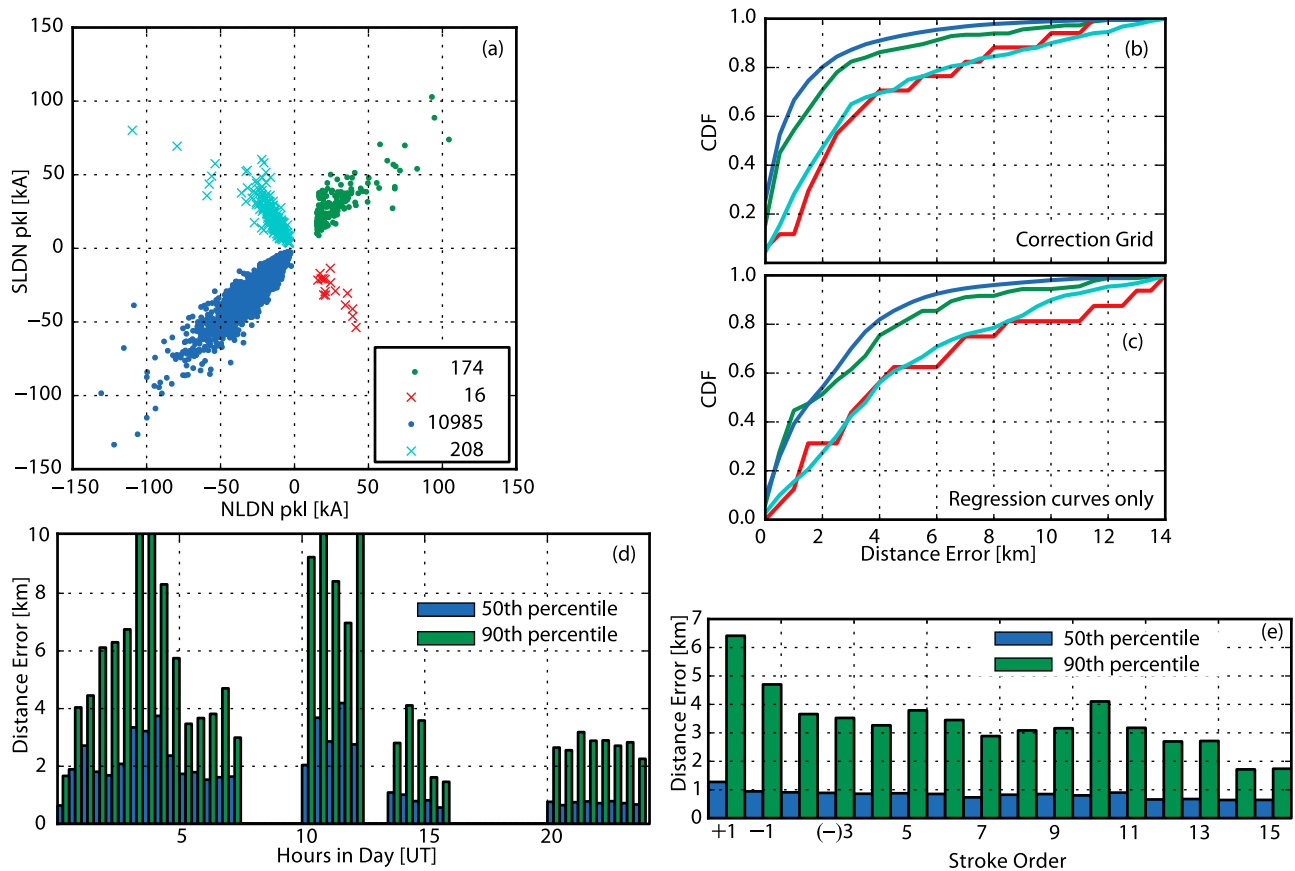 (a)
150
100
50
0
−50
−100
−150
SLDN pkl [kA]
−150 −100 −50 0 50 100 150
NLDN pkl [kA]
174
16
10985
208
(b)
1.0
0.8
0.6
0.4
0.2
CDF
Correction Grid
(c)
1.0
0.8
0.6
0.4
0.2
0.0
CDF
Regression curves only
0 2 4 6 8 10 12 14
Distance Error [km]
(d)
10
8
6
4
2
0
Distance Error [km]
50th percentile
90th percentile
5 10 15 20
Hours in Day [UT]
(e)
7
6
5
4
3
2
1
0
Distance Error [km]
50th percentile
90th percentile
+1 −1 (−)3 5 7 9 11 13 15
Stroke Order